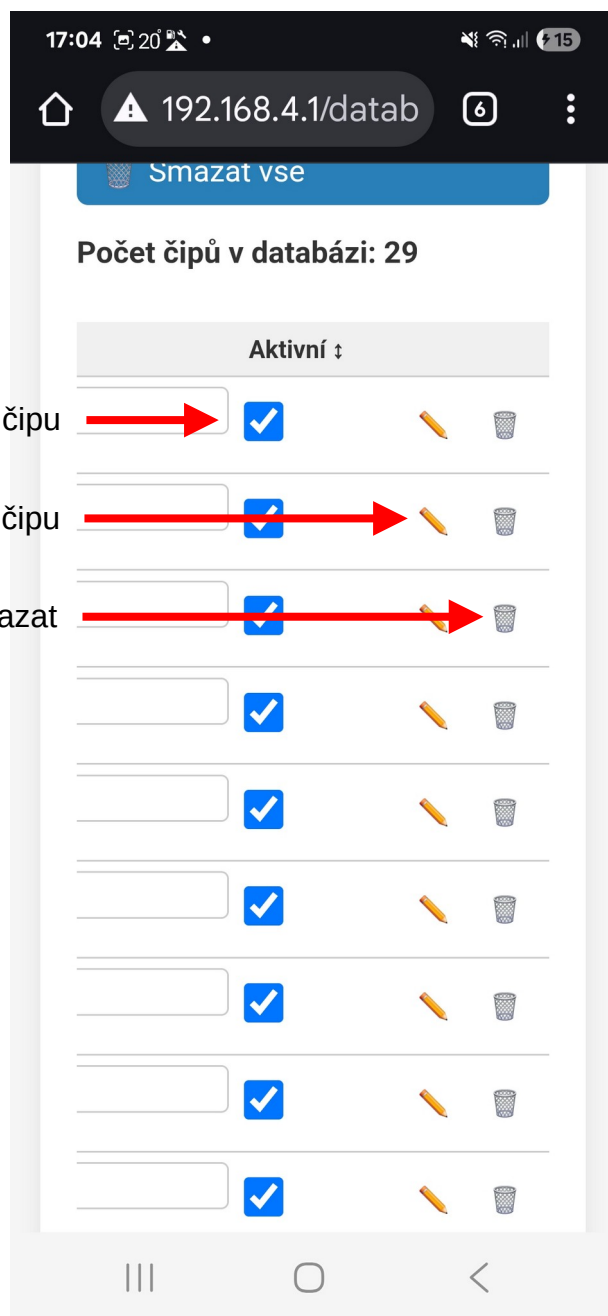 17:04 20°
15
192.168.4.1/datab 6
Smazat vse
Počet čipů v databázi: 29
Aktivní ↕
čipu
čipu
azat